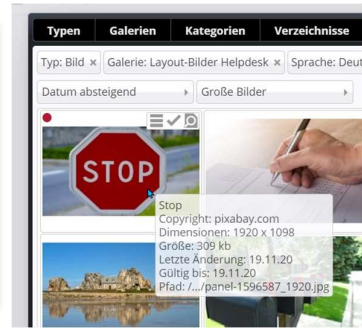 Typen Galerien Kategorien Verzeichnisse
Typ: Bild × Galerie: Layout-Bilder Helpdesk × Sprache: Deut
Datum absteigend Große Bilder
STOP
Stop
Copyright: pixabay.com
Dimensionen: 1920 x 1098
Größe: 309 kb
Letzte Änderung: 19.11.20
Gültig bis: 19.11.20
Pfad: /.../panel-1596587_1920.jpg